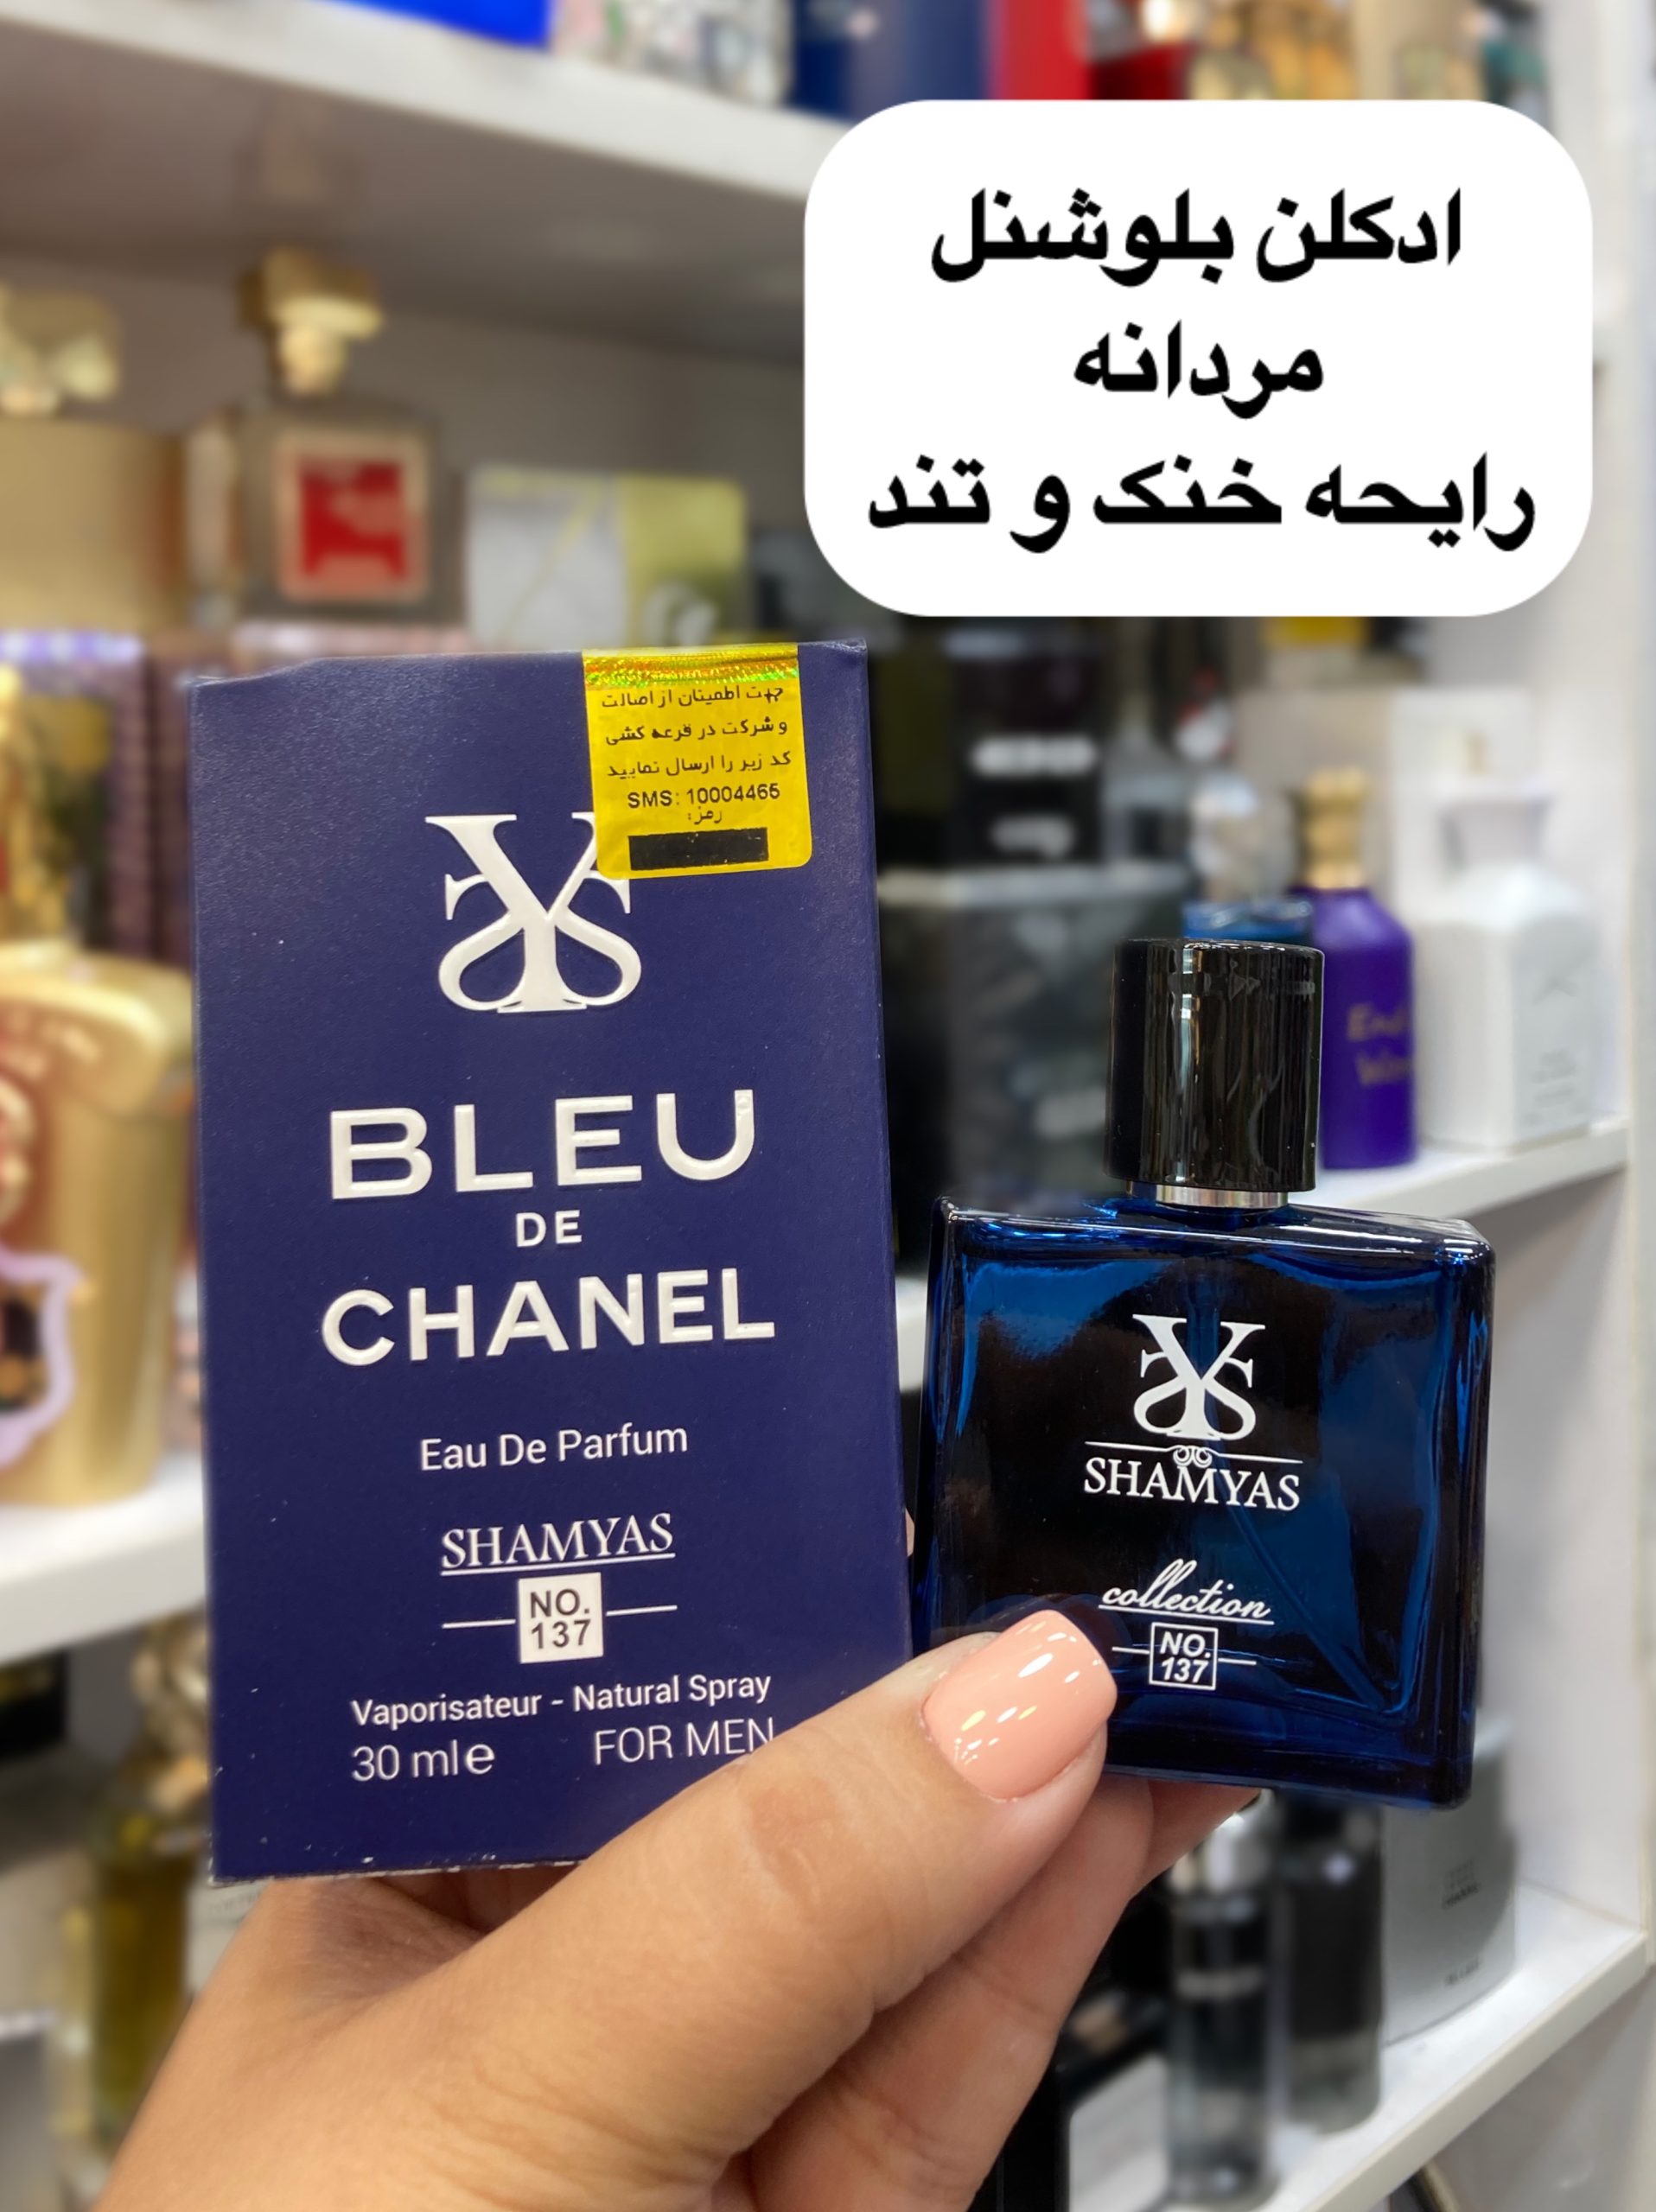 ادکلن بلوشنل
مردانه
رایحه خنک و تند
جهت اطمینان از اصالت
و شرکت در قرعه کشی
کد زیر را ارسال نمایید
SMS: 10004465
رمز:
BLEU
DE
CHANEL
Eau De Parfum
SHAMYAS
NO.
137
Vaporisateur - Natural Spray
30 ml e
FOR MEN
SHAMYAS
collection
NO.
137